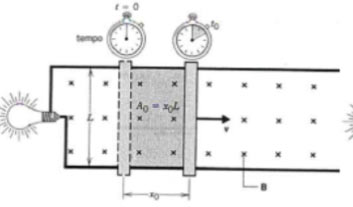 t = 0
tempo
t₀
L
A₀ = x₀L
v
x₀
B